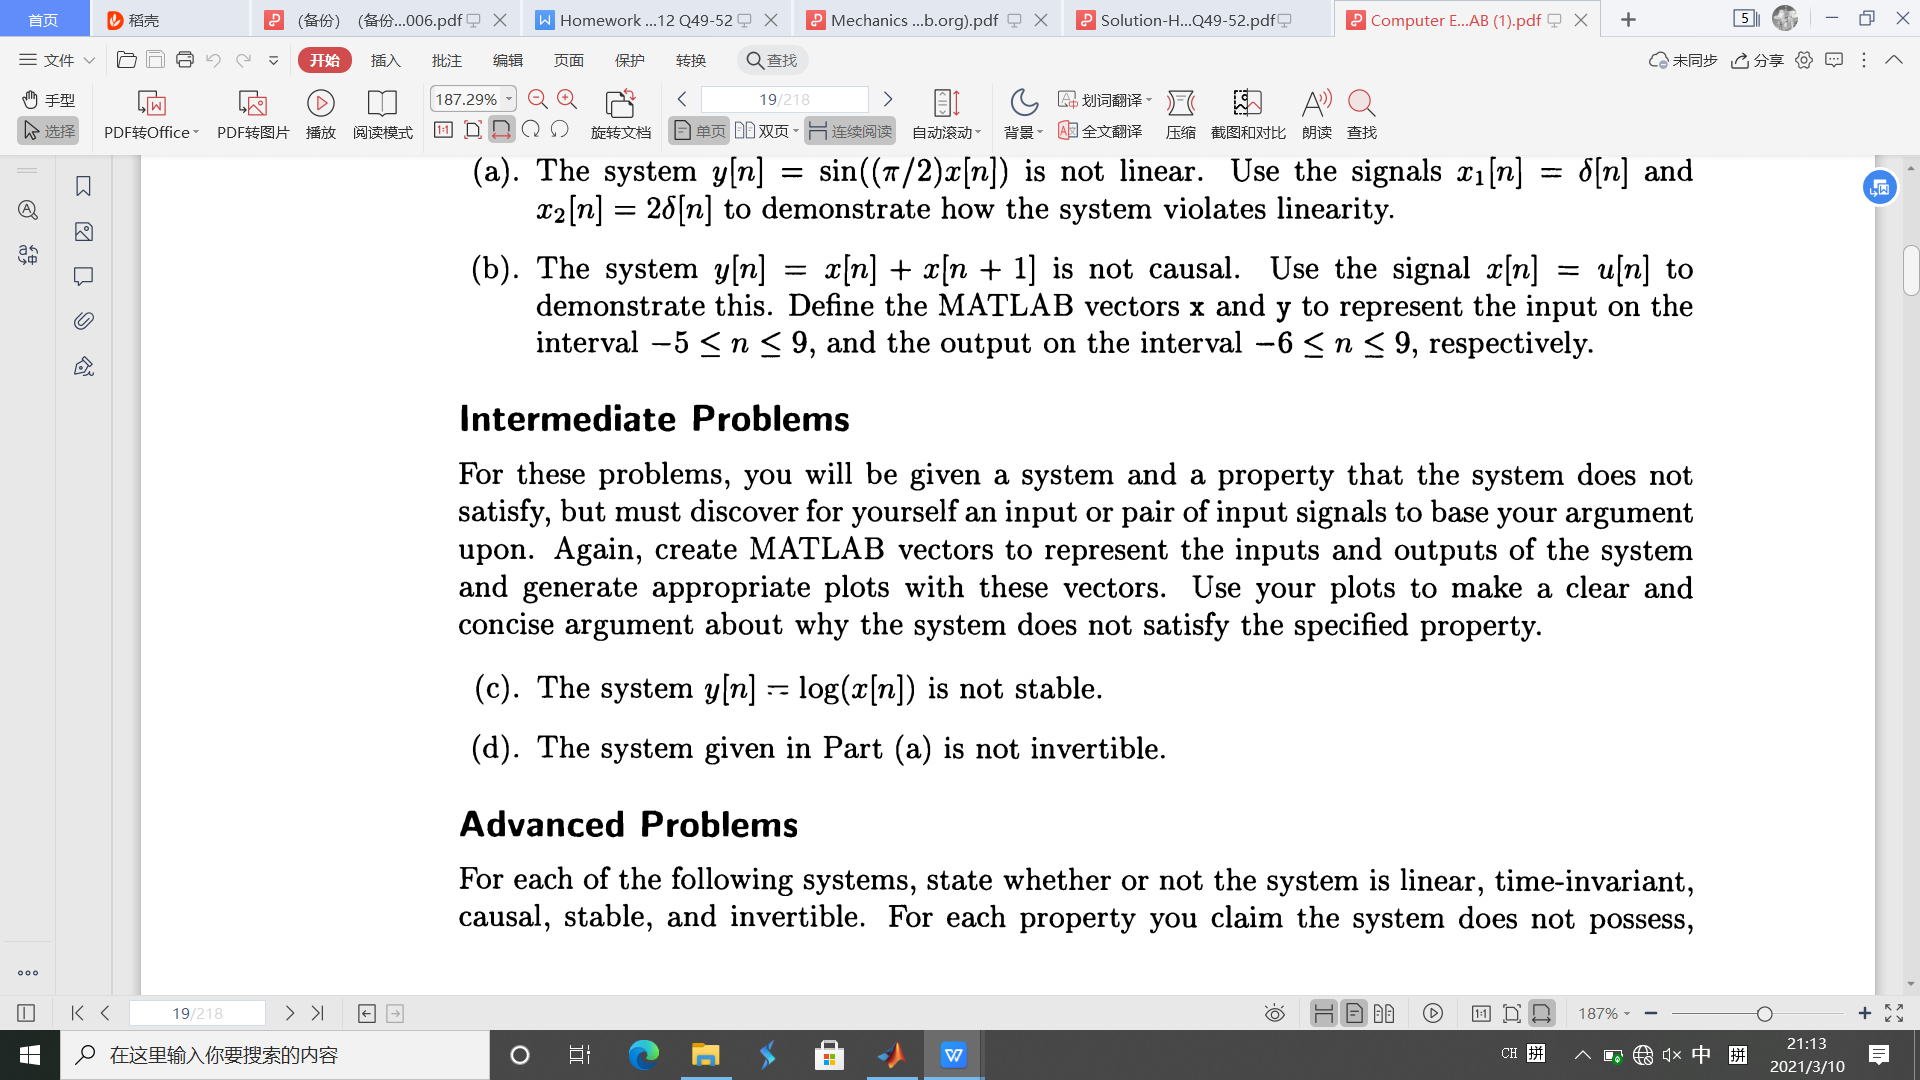 首页
稻壳
(备份) (备份...006.pdf
Homework ...12 Q49-52
Mechanics ...b.org).pdf
Solution-H...Q49-52.pdf
Computer E...AB (1).pdf
5
文件
开始
插入
批注
编辑
页面
保护
转换
查找
未同步
分享
手型
选择
PDF转Office
PDF转图片
播放
阅读模式
187.29%
1:1
旋转文档
19/218
单页
双页
连续阅读
自动滚动
背景
划词翻译
全文翻译
压缩
截图和对比
朗读
查找
(a). The system y[n] = sin((π/2)x[n]) is not linear. Use the signals x₁[n] = δ[n] and
x₂[n] = 2δ[n] to demonstrate how the system violates linearity.
(b). The system y[n] = x[n] + x[n + 1] is not causal. Use the signal x[n] = u[n] to
demonstrate this. Define the MATLAB vectors x and y to represent the input on the
interval −5 ≤ n ≤ 9, and the output on the interval −6 ≤ n ≤ 9, respectively.
Intermediate Problems
For these problems, you will be given a system and a property that the system does not
satisfy, but must discover for yourself an input or pair of input signals to base your argument
upon. Again, create MATLAB vectors to represent the inputs and outputs of the system
and generate appropriate plots with these vectors. Use your plots to make a clear and
concise argument about why the system does not satisfy the specified property.
(c). The system y[n] = log(x[n]) is not stable.
(d). The system given in Part (a) is not invertible.
Advanced Problems
For each of the following systems, state whether or not the system is linear, time-invariant,
causal, stable, and invertible. For each property you claim the system does not possess,
19/218
1:1
187%
在这里输入你要搜索的内容
CH 拼
中
拼
21:13
2021/3/10